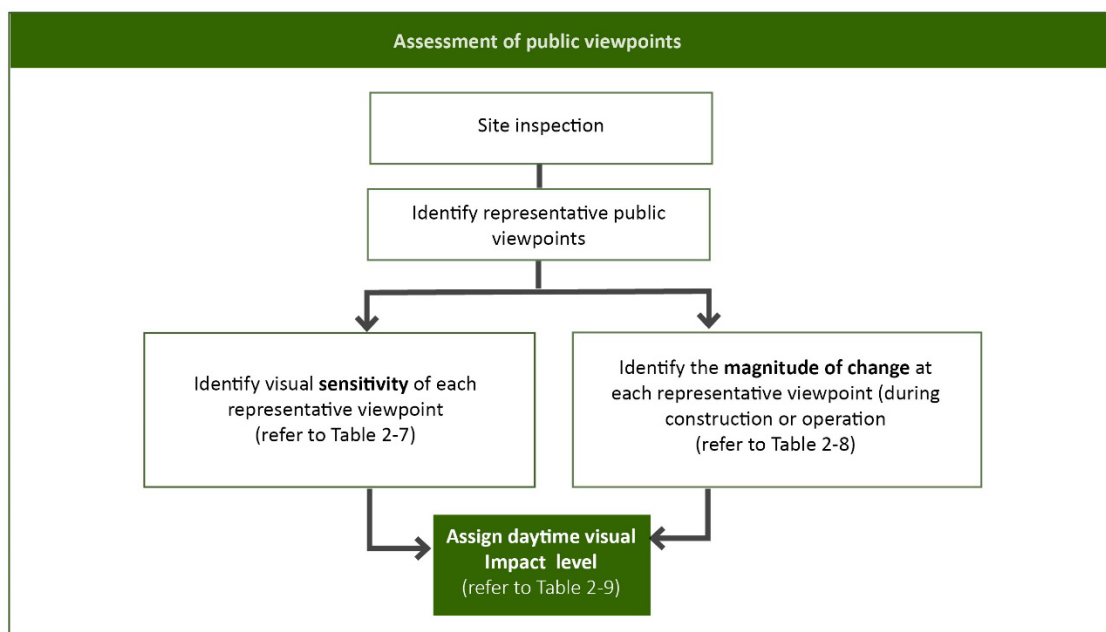 Assessment of public viewpoints
Site inspection
Identify representative public
viewpoints
Identify visual sensitivity of each
representative viewpoint
(refer to Table 2-7)
Identify the magnitude of change at
each representative viewpoint (during
construction or operation
(refer to Table 2-8)
Assign daytime visual
Impact level
(refer to Table 2-9)